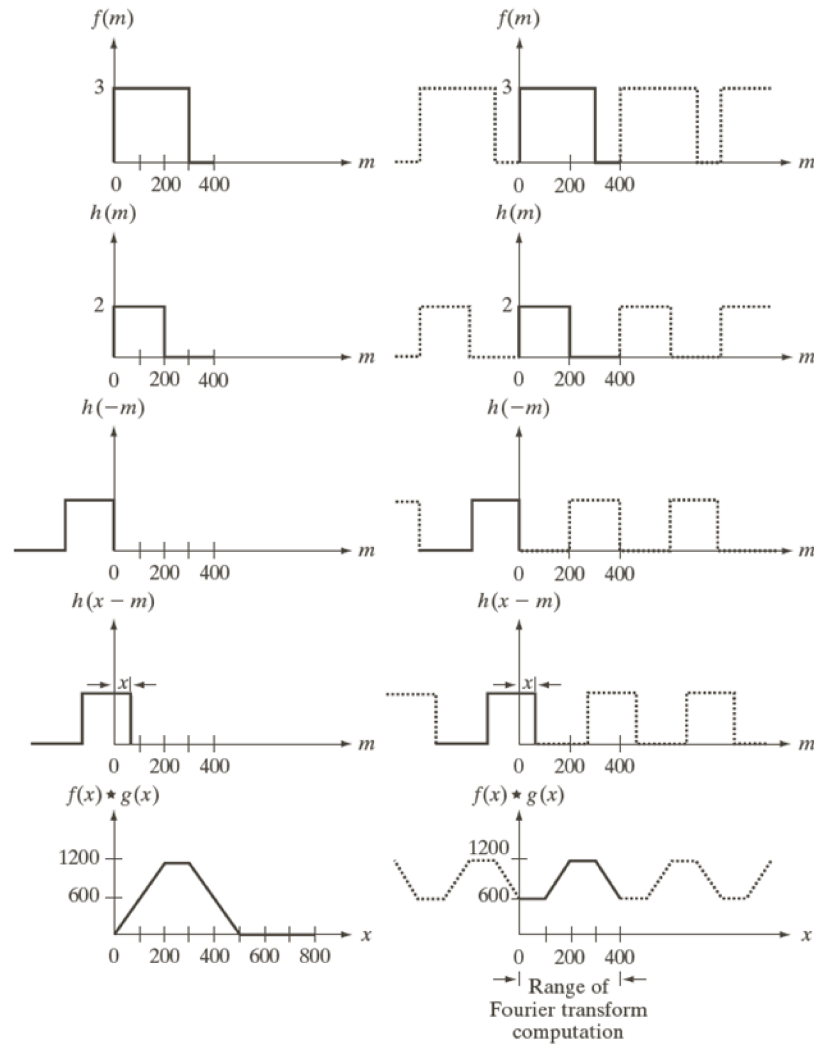 f(m) f(m)
3 3
m m
0 200 400 0 200 400
h(m) h(m)
2 2
m m
0 200 400 0 200 400
h(−m) h(−m)
m m
0 200 400 0 200 400
h(x − m) h(x − m)
x x
m m
0 200 400 0 200 400
f(x) ★ g(x) f(x) ★ g(x)
1200 1200
600 600
x x
0 200 400 600 800 0 200 400
Range of
Fourier transform
computation